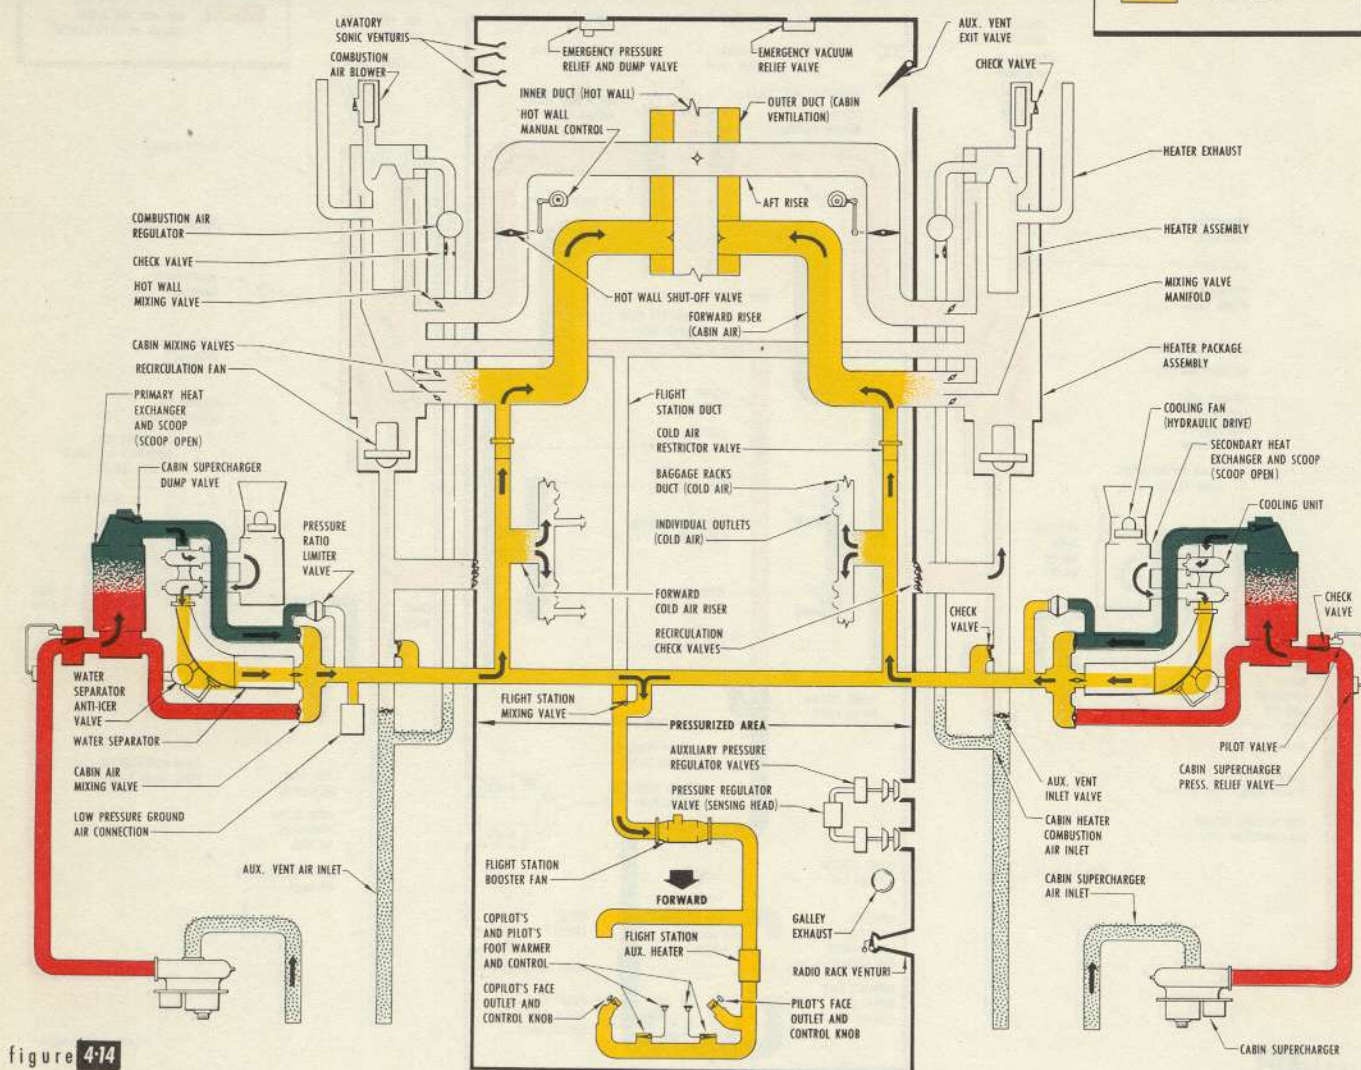 LAVATORY
SONIC VENTURIS
COMBUSTION
AIR BLOWER
EMERGENCY PRESSURE
RELIEF AND DUMP VALVE
EMERGENCY VACUUM
RELIEF VALVE
AUX. VENT
EXIT VALVE
CHECK VALVE
INNER DUCT (HOT WALL)
HOT WALL
MANUAL CONTROL
OUTER DUCT (CABIN
VENTILATION)
HEATER EXHAUST
AFT RISER
COMBUSTION AIR
REGULATOR
CHECK VALVE
HOT WALL
MIXING VALVE
HEATER ASSEMBLY
MIXING VALVE
MANIFOLD
HOT WALL SHUT-OFF VALVE
FORWARD RISER
(CABIN AIR)
CABIN MIXING VALVES
RECIRCULATION FAN
HEATER PACKAGE
ASSEMBLY
PRIMARY HEAT
EXCHANGER
AND SCOOP
(SCOOP OPEN)
FLIGHT
STATION DUCT
COLD AIR
RESTRICTOR VALVE
COOLING FAN
(HYDRAULIC DRIVE)
SECONDARY HEAT
EXCHANGER AND SCOOP
(SCOOP OPEN)
CABIN SUPERCHARGER
DUMP VALVE
BAGGAGE RACKS
DUCT (COLD AIR)
COOLING UNIT
PRESSURE
RATIO
LIMITER
VALVE
INDIVIDUAL OUTLETS
(COLD AIR)
FORWARD
COLD AIR RISER
RECIRCULATION
CHECK VALVES
CHECK
VALVE
CHECK
VALVE
WATER
SEPARATOR
ANTI-ICER
VALVE
WATER SEPARATOR
FLIGHT STATION
MIXING VALVE
PRESSURIZED AREA
PILOT VALVE
CABIN AIR
MIXING VALVE
AUXILIARY PRESSURE
REGULATOR VALVES
PRESSURE REGULATOR
VALVE (SENSING HEAD)
AUX. VENT
INLET VALVE
CABIN SUPERCHARGER
PRESS. RELIEF VALVE
LOW PRESSURE GROUND
AIR CONNECTION
CABIN HEATER
COMBUSTION
AIR INLET
AUX. VENT AIR INLET
FLIGHT STATION
BOOSTER FAN
FORWARD
CABIN SUPERCHARGER
AIR INLET
COPILOT'S
AND PILOT'S
FOOT WARMER
AND CONTROL
FLIGHT STATION
AUX. HEATER
GALLEY
EXHAUST
RADIO RACK VENTURI
COPILOT'S FACE
OUTLET AND
CONTROL KNOB
PILOT'S FACE
OUTLET AND
CONTROL KNOB
CABIN SUPERCHARGER
figure 4-14